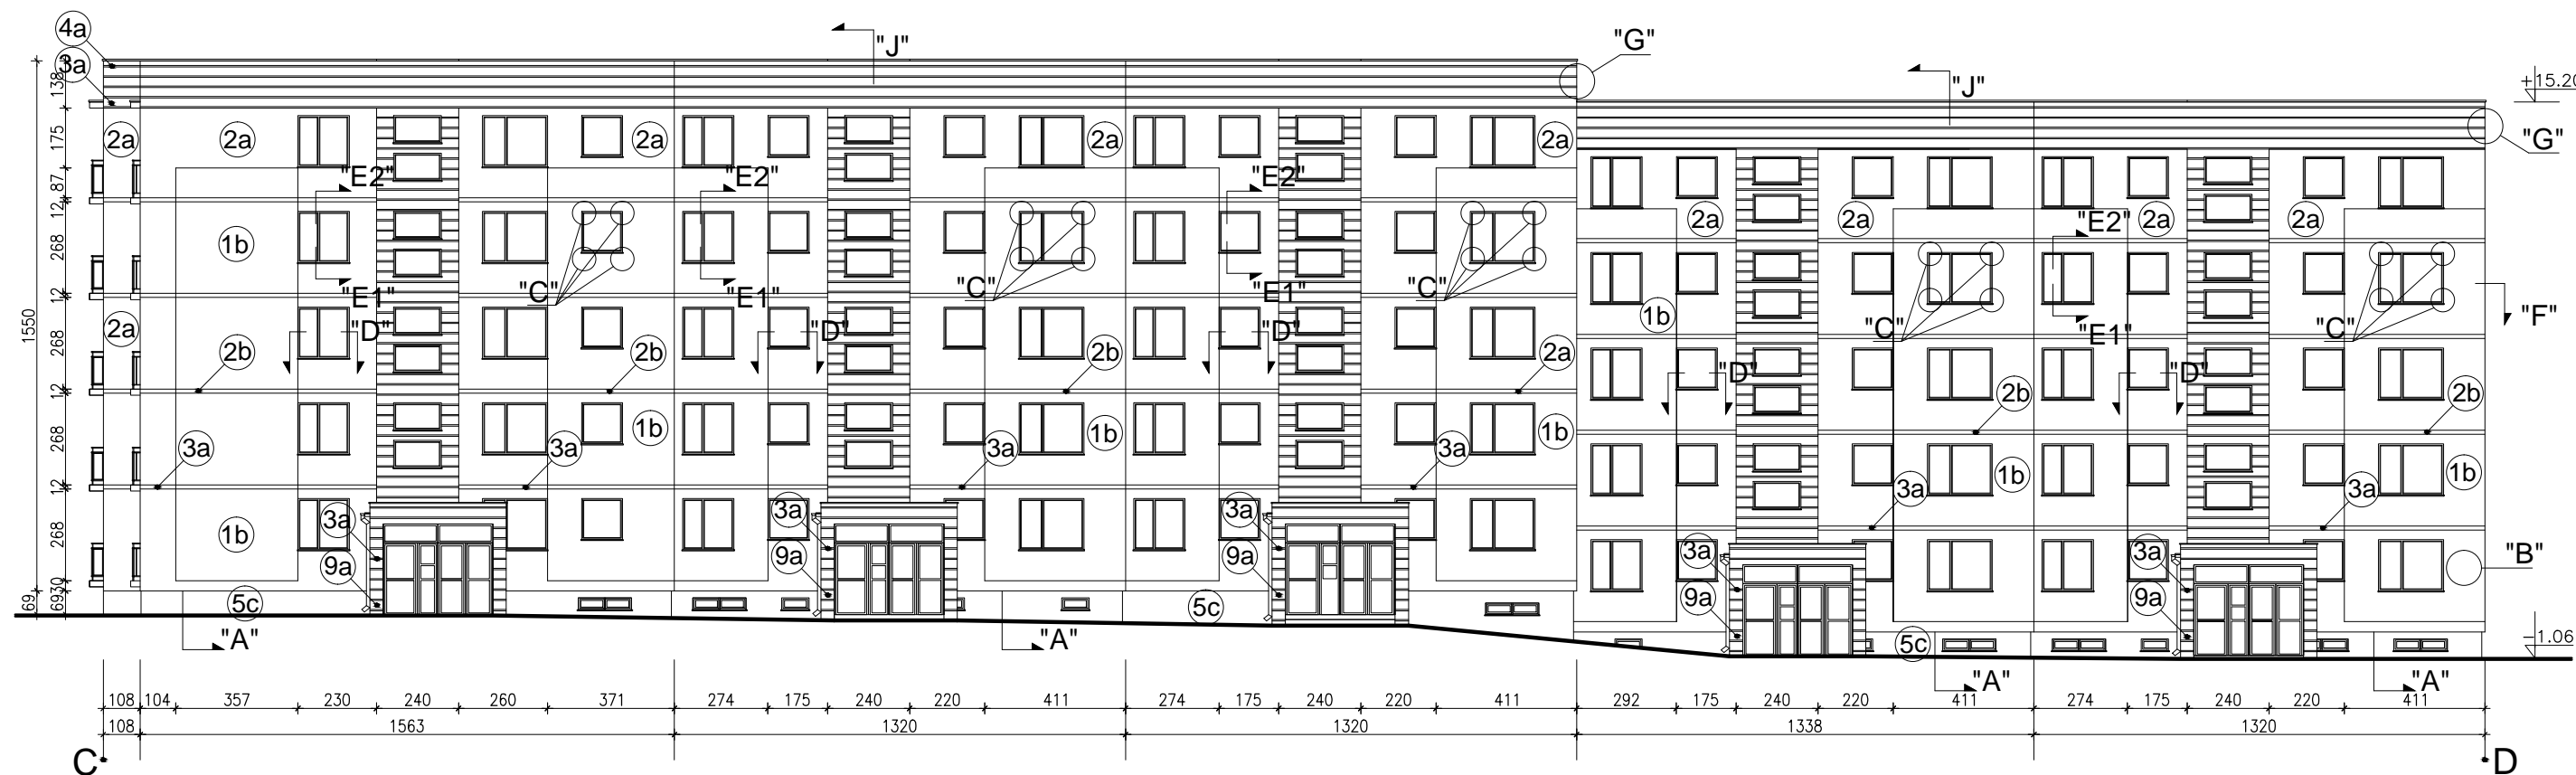 4a
"J"
"G"
3a
138
"J"
+15.20
2a
2a
2a
2a
2a
"G"
175
"E2"
"E2"
"E2"
87
12
2a
2a
"E2"
2a
2a
1b
268
"C"
"C"
"C"
"E1"
"E1"
"E1"
12
1550
2a
"D"
"D"
"D"
1b
"C"
"E1"
"C"
"F"
268
2b
2b
2b
2a
"D"
"D"
12
2b
2b
1b
1b
1b
268
3a
3a
3a
3a
1b
1b
12
3a
3a
1b
3a
3a
3a
268
9a
9a
9a
3a
3a
"B"
30
69
69
5c
5c
9a
9a
"A"
"A"
5c
-1.06
"A"
"A"
108 104 357 230 240 260 371 274 175 240 220 411 274 175 240 220 411 292 175 240 220 411 274 175 240 220 411
108 1563 1320 1320 1338 1320
C D